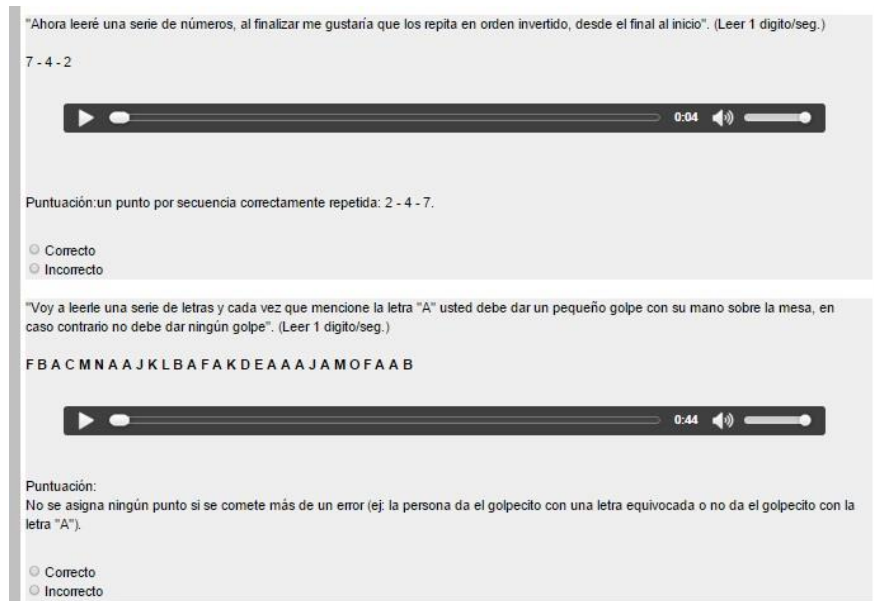 "Ahora leeré una serie de números, al finalizar me gustaría que los repita en orden invertido, desde el final al inicio". (Leer 1 digito/seg.)
7 - 4 - 2
0:04
Puntuación:un punto por secuencia correctamente repetida: 2 - 4 - 7.
Correcto
Incorrecto
"Voy a leerle una serie de letras y cada vez que mencione la letra "A" usted debe dar un pequeño golpe con su mano sobre la mesa, en
caso contrario no debe dar ningún golpe". (Leer 1 digito/seg.)
F B A C M N A A J K L B A F A K D E A A A J A M O F A A B
0:44
Puntuación:
No se asigna ningún punto si se comete más de un error (ej: la persona da el golpecito con una letra equivocada o no da el golpecito con la
letra "A").
Correcto
Incorrecto